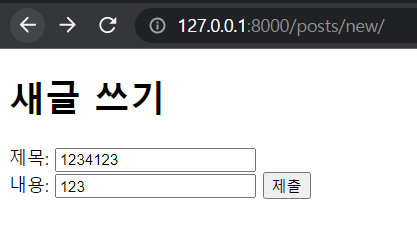 127.0.0.1:8000/posts/new/
새글 쓰기
제목: 1234123
내용: 123 제출